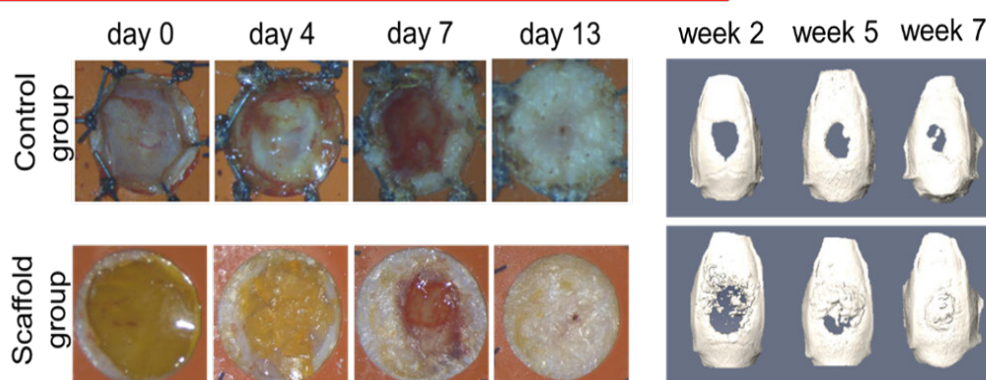 day 0 day 4 day 7 day 13 week 2 week 5 week 7
Control
group
Scaffold
group